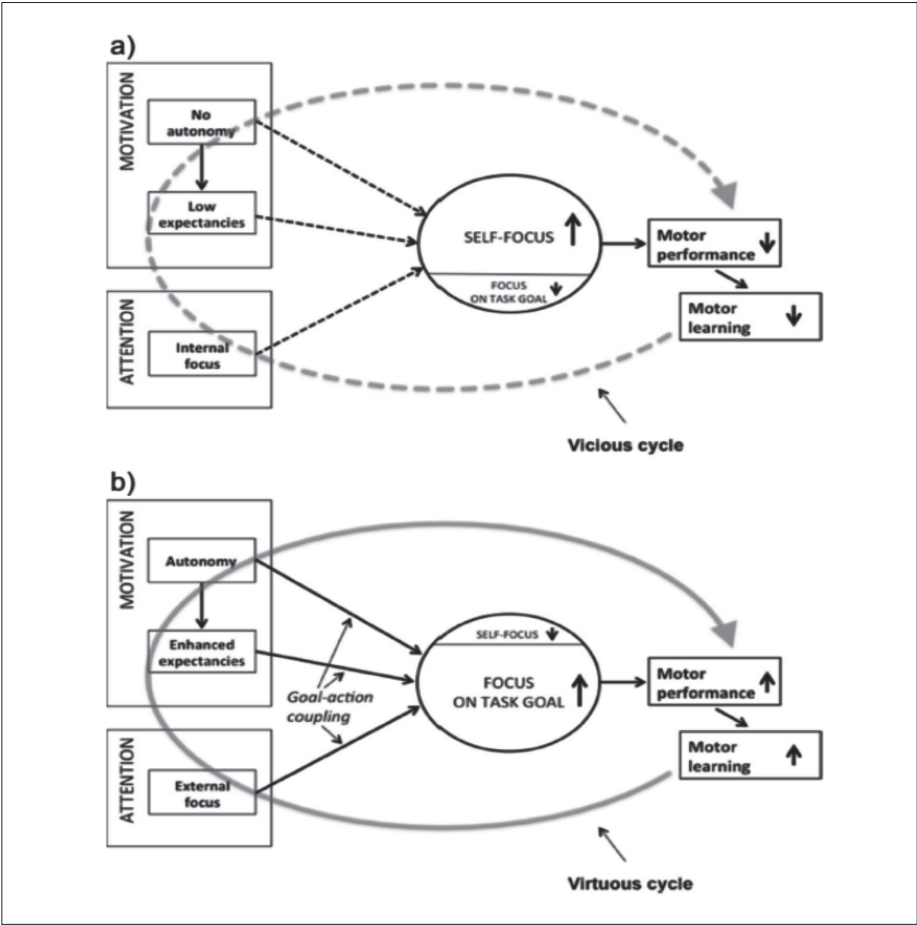 a)
MOTIVATION
No
autonomy
Low
expectancies
ATTENTION
Internal
focus
SELF-FOCUS
FOCUS
ON TASK GOAL
Motor
performance
Motor
learning
Vicious cycle
b)
MOTIVATION
Autonomy
Enhanced
expectancies
Goal-action
coupling
ATTENTION
External
focus
SELF-FOCUS
FOCUS
ON TASK GOAL
Motor
performance
Motor
learning
Virtuous cycle